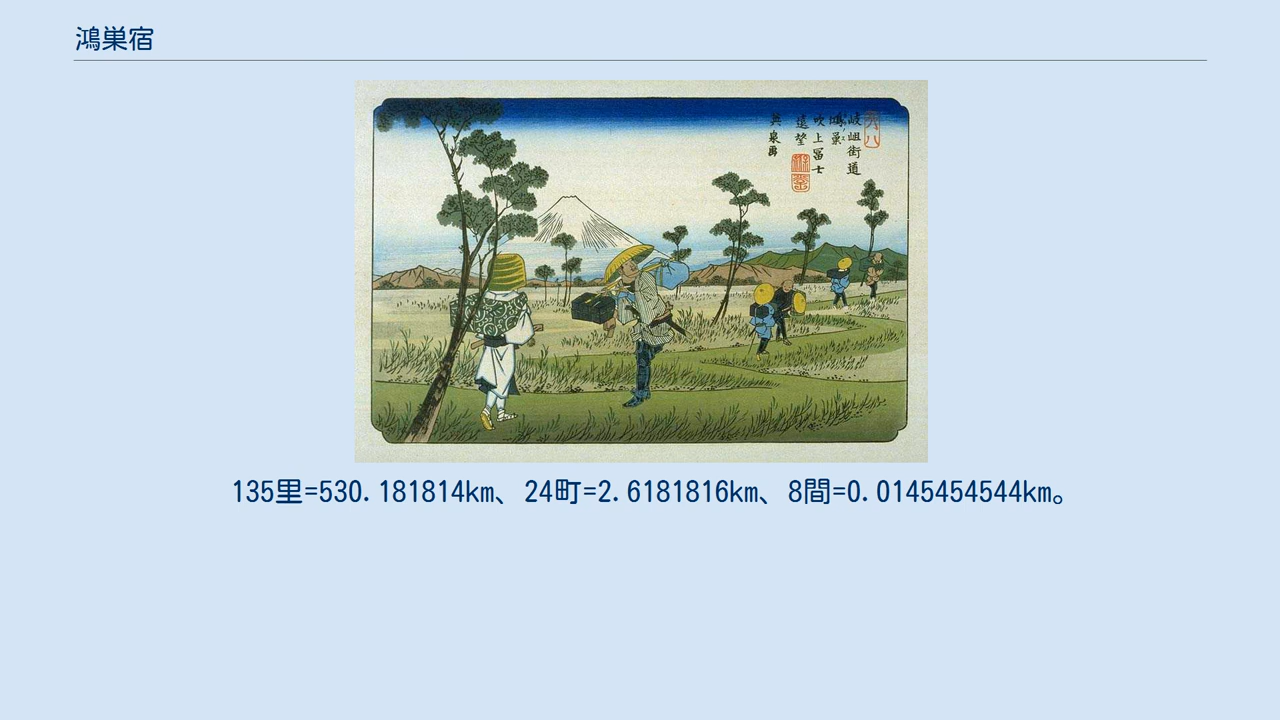 鴻巣宿
岐岨街道
鴻巣
吹上冨士
遠望
英泉画
135里=530.181814km、24町=2.6181816km、8間=0.0145454544km。